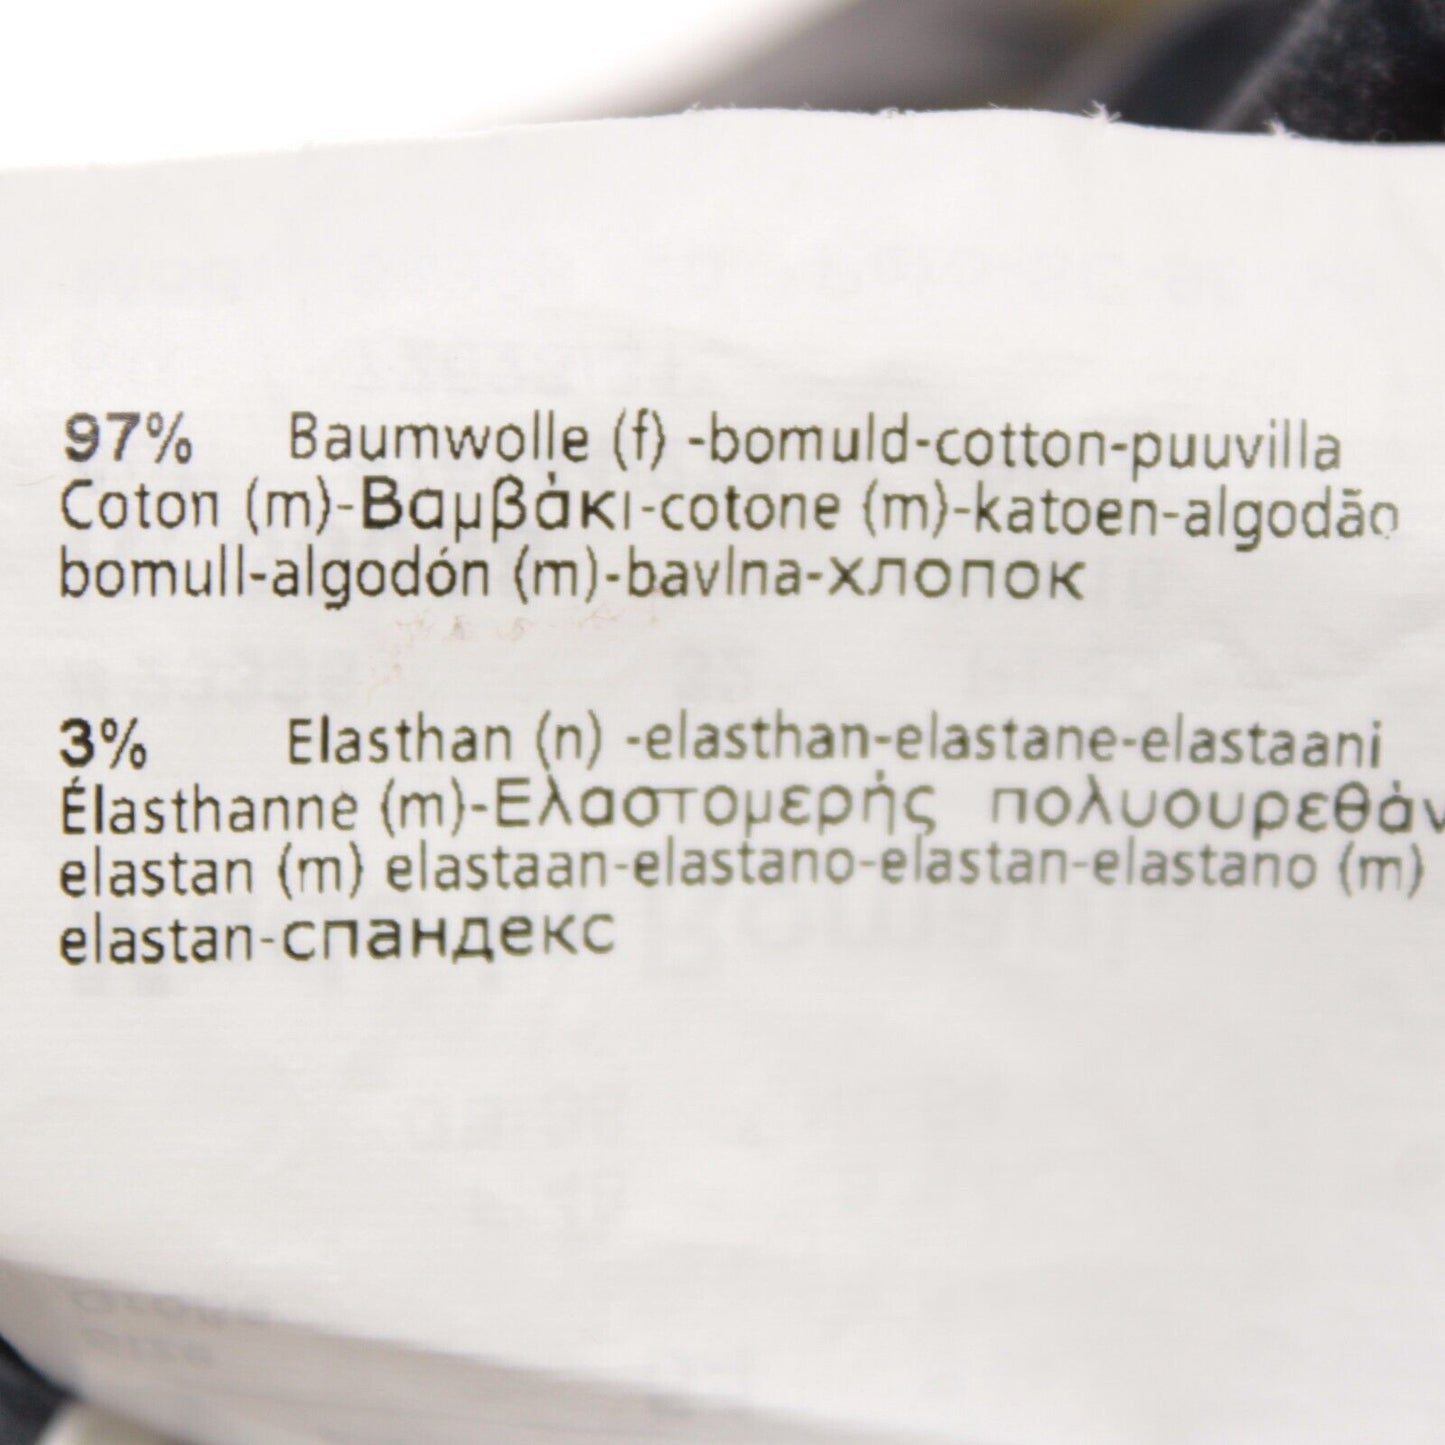 97% Baumwolle (f) -bomuld-cotton-puuvilla
Coton (m)-Βαμβάκι-cotone (m)-katoen-algodão
bomull-algodón (m)-bavlna-хлопок
3% Elasthan (n) -elasthan-elastane-elastaani
Élasthanne (m)-Ελαστομερής πολυουρεθάν
elastan (m) elastaan-elastano-elastan-elastano (m)
elastan-спандекс